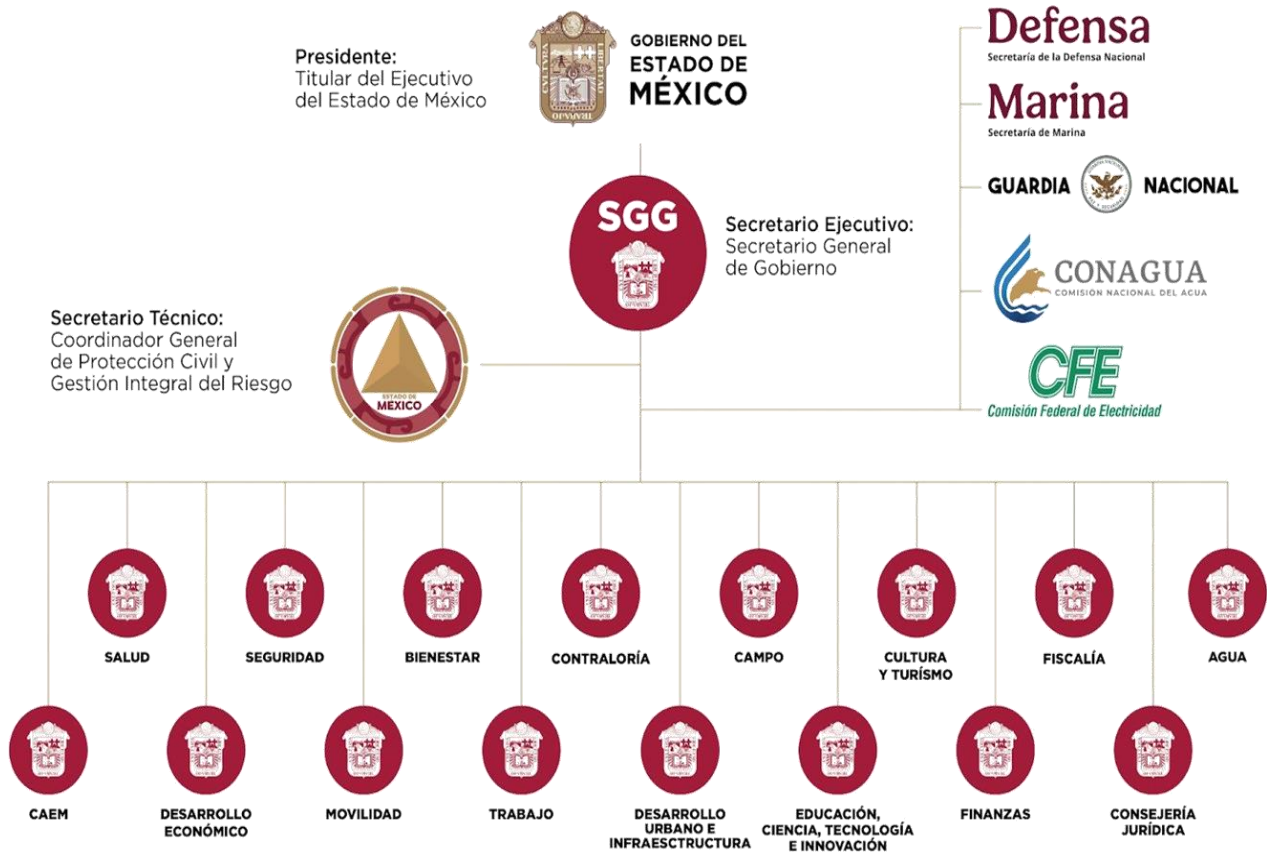 Presidente:
Titular del Ejecutivo
del Estado de México
CULTURA
LIBERTAD
TRABAJO
GOBIERNO DEL
ESTADO DE
MÉXICO
Defensa
Secretaría de la Defensa Nacional
Marina
Secretaría de Marina
GUARDIA NACIONAL
CONAGUA
COMISIÓN NACIONAL DEL AGUA
CFE
Comisión Federal de Electricidad
SGG
Secretario Ejecutivo:
Secretario General
de Gobierno
Secretario Técnico:
Coordinador General
de Protección Civil y
Gestión Integral del Riesgo
ESTADO DE
MÉXICO
SALUD
SEGURIDAD
BIENESTAR
CONTRALORÍA
CAMPO
CULTURA
Y TURÍSMO
FISCALÍA
AGUA
CAEM
DESARROLLO
ECONÓMICO
MOVILIDAD
TRABAJO
DESARROLLO
URBANO E
INFRAESCTRUCTURA
EDUCACIÓN,
CIENCIA, TECNOLOGÍA
E INNOVACIÓN
FINANZAS
CONSEJERÍA
JURÍDICA